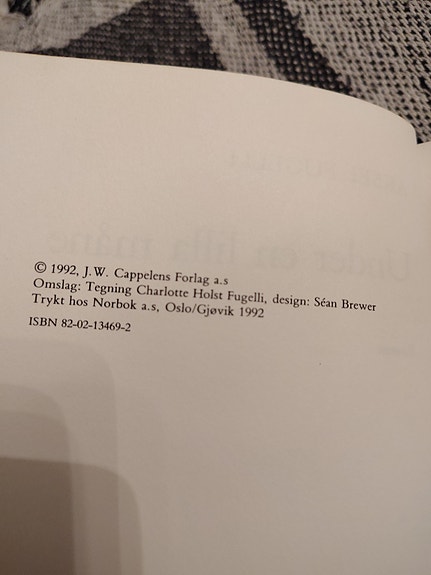 © 1992, J.W. Cappelens Forlag a.s
Omslag: Tegning Charlotte Holst Fugelli, design: Séan Brewer
Trykt hos Norbok a.s, Oslo/Gjøvik 1992
ISBN 82-02-13469-2